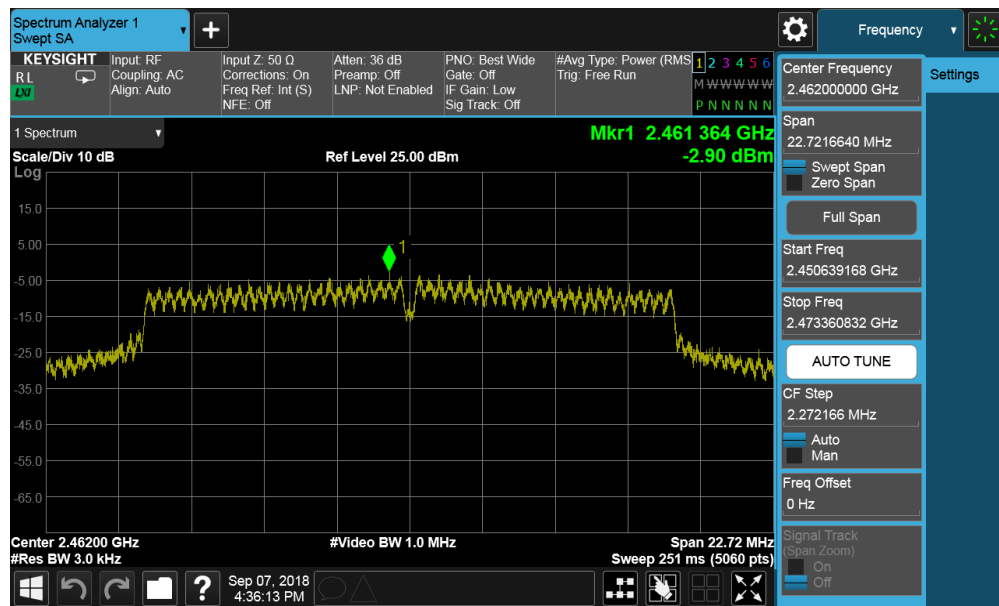 Spectrum Analyzer 1
Swept SA
+
Frequency
KEYSIGHT
R L
LXI
Input: RF
Coupling: AC
Align: Auto
Input Z: 50 Ω
Corrections: On
Freq Ref: Int (S)
NFE: Off
Atten: 36 dB
Preamp: Off
LNP: Not Enabled
PNO: Best Wide
Gate: Off
IF Gain: Low
Sig Track: Off
#Avg Type: Power (RMS
Trig: Free Run
1 2 3 4 5 6
M W W W W W
P N N N N N
1 Spectrum
Scale/Div 10 dB
Log
Ref Level 25.00 dBm
Mkr1 2.461 364 GHz
-2.90 dBm
15.0
5.00
-5.00
-15.0
-25.0
-35.0
-45.0
-55.0
-65.0
1
Center 2.46200 GHz
#Res BW 3.0 kHz
#Video BW 1.0 MHz
Span 22.72 MHz
Sweep 251 ms (5060 pts)
?
Sep 07, 2018
4:36:13 PM
Center Frequency
2.462000000 GHz
Span
22.7216640 MHz
Swept Span
Zero Span
Full Span
Start Freq
2.450639168 GHz
Stop Freq
2.473360832 GHz
AUTO TUNE
CF Step
2.272166 MHz
Auto
Man
Freq Offset
0 Hz
Signal Track
(Span Zoom)
On
Off
Settings